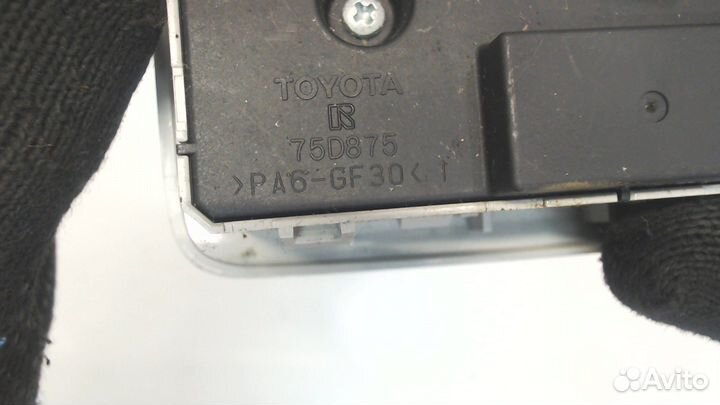 TOYOTA
R
75D875
>PA6-GF30< 1
Avito